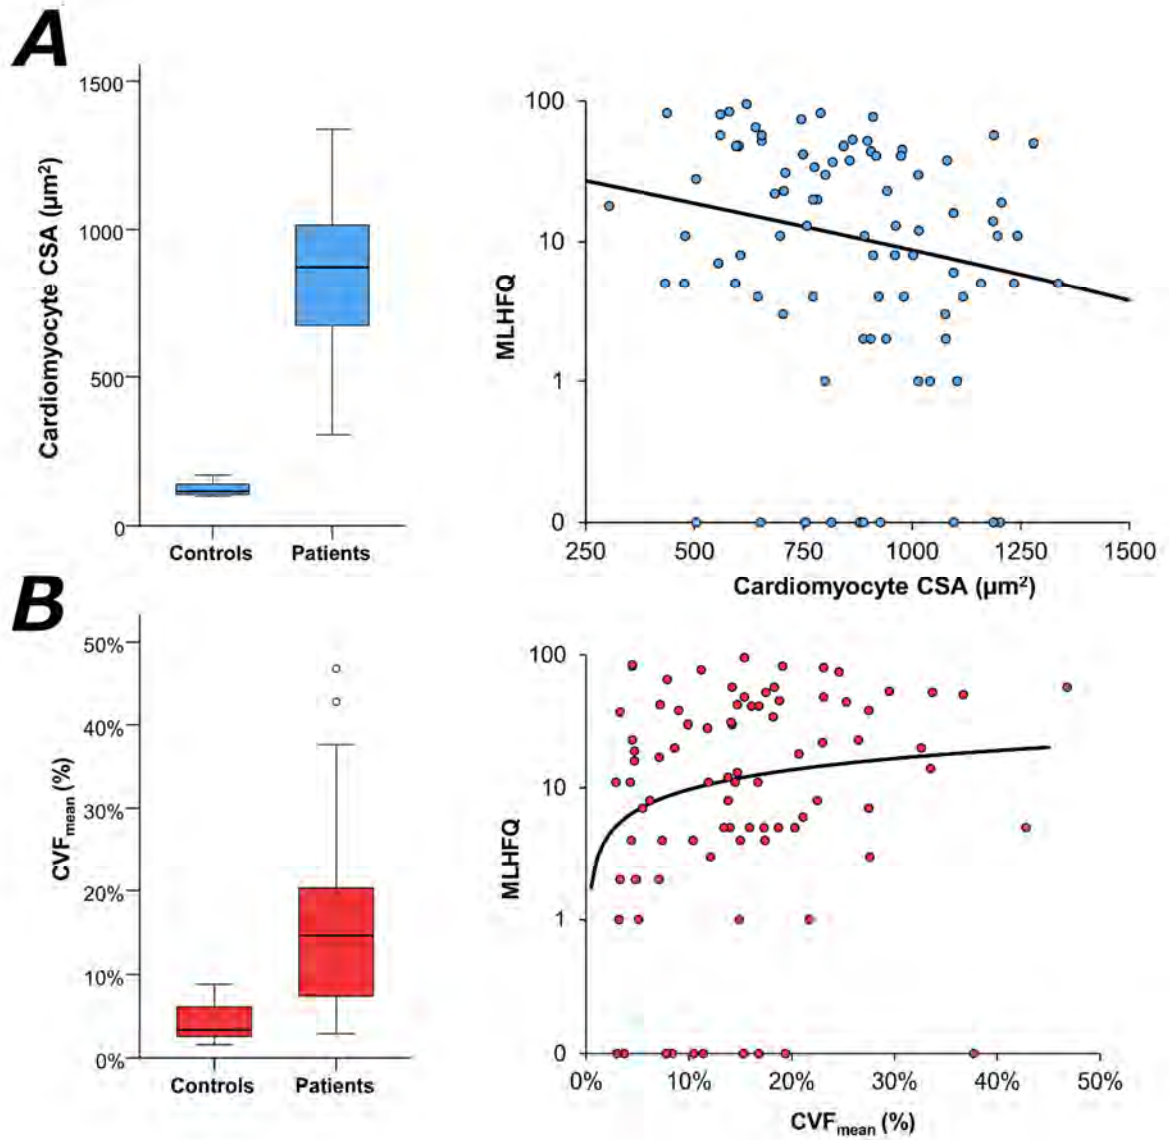 A
1500
1000
500
0
Cardiomyocyte CSA (µm²)
Controls Patients
100
10
1
0
MLHFQ
250 500 750 1000 1250 1500
Cardiomyocyte CSA (µm²)
B
50%
40%
30%
20%
10%
0%
CVFmean (%)
Controls Patients
100
10
1
0
MLHFQ
0% 10% 20% 30% 40% 50%
CVFmean (%)